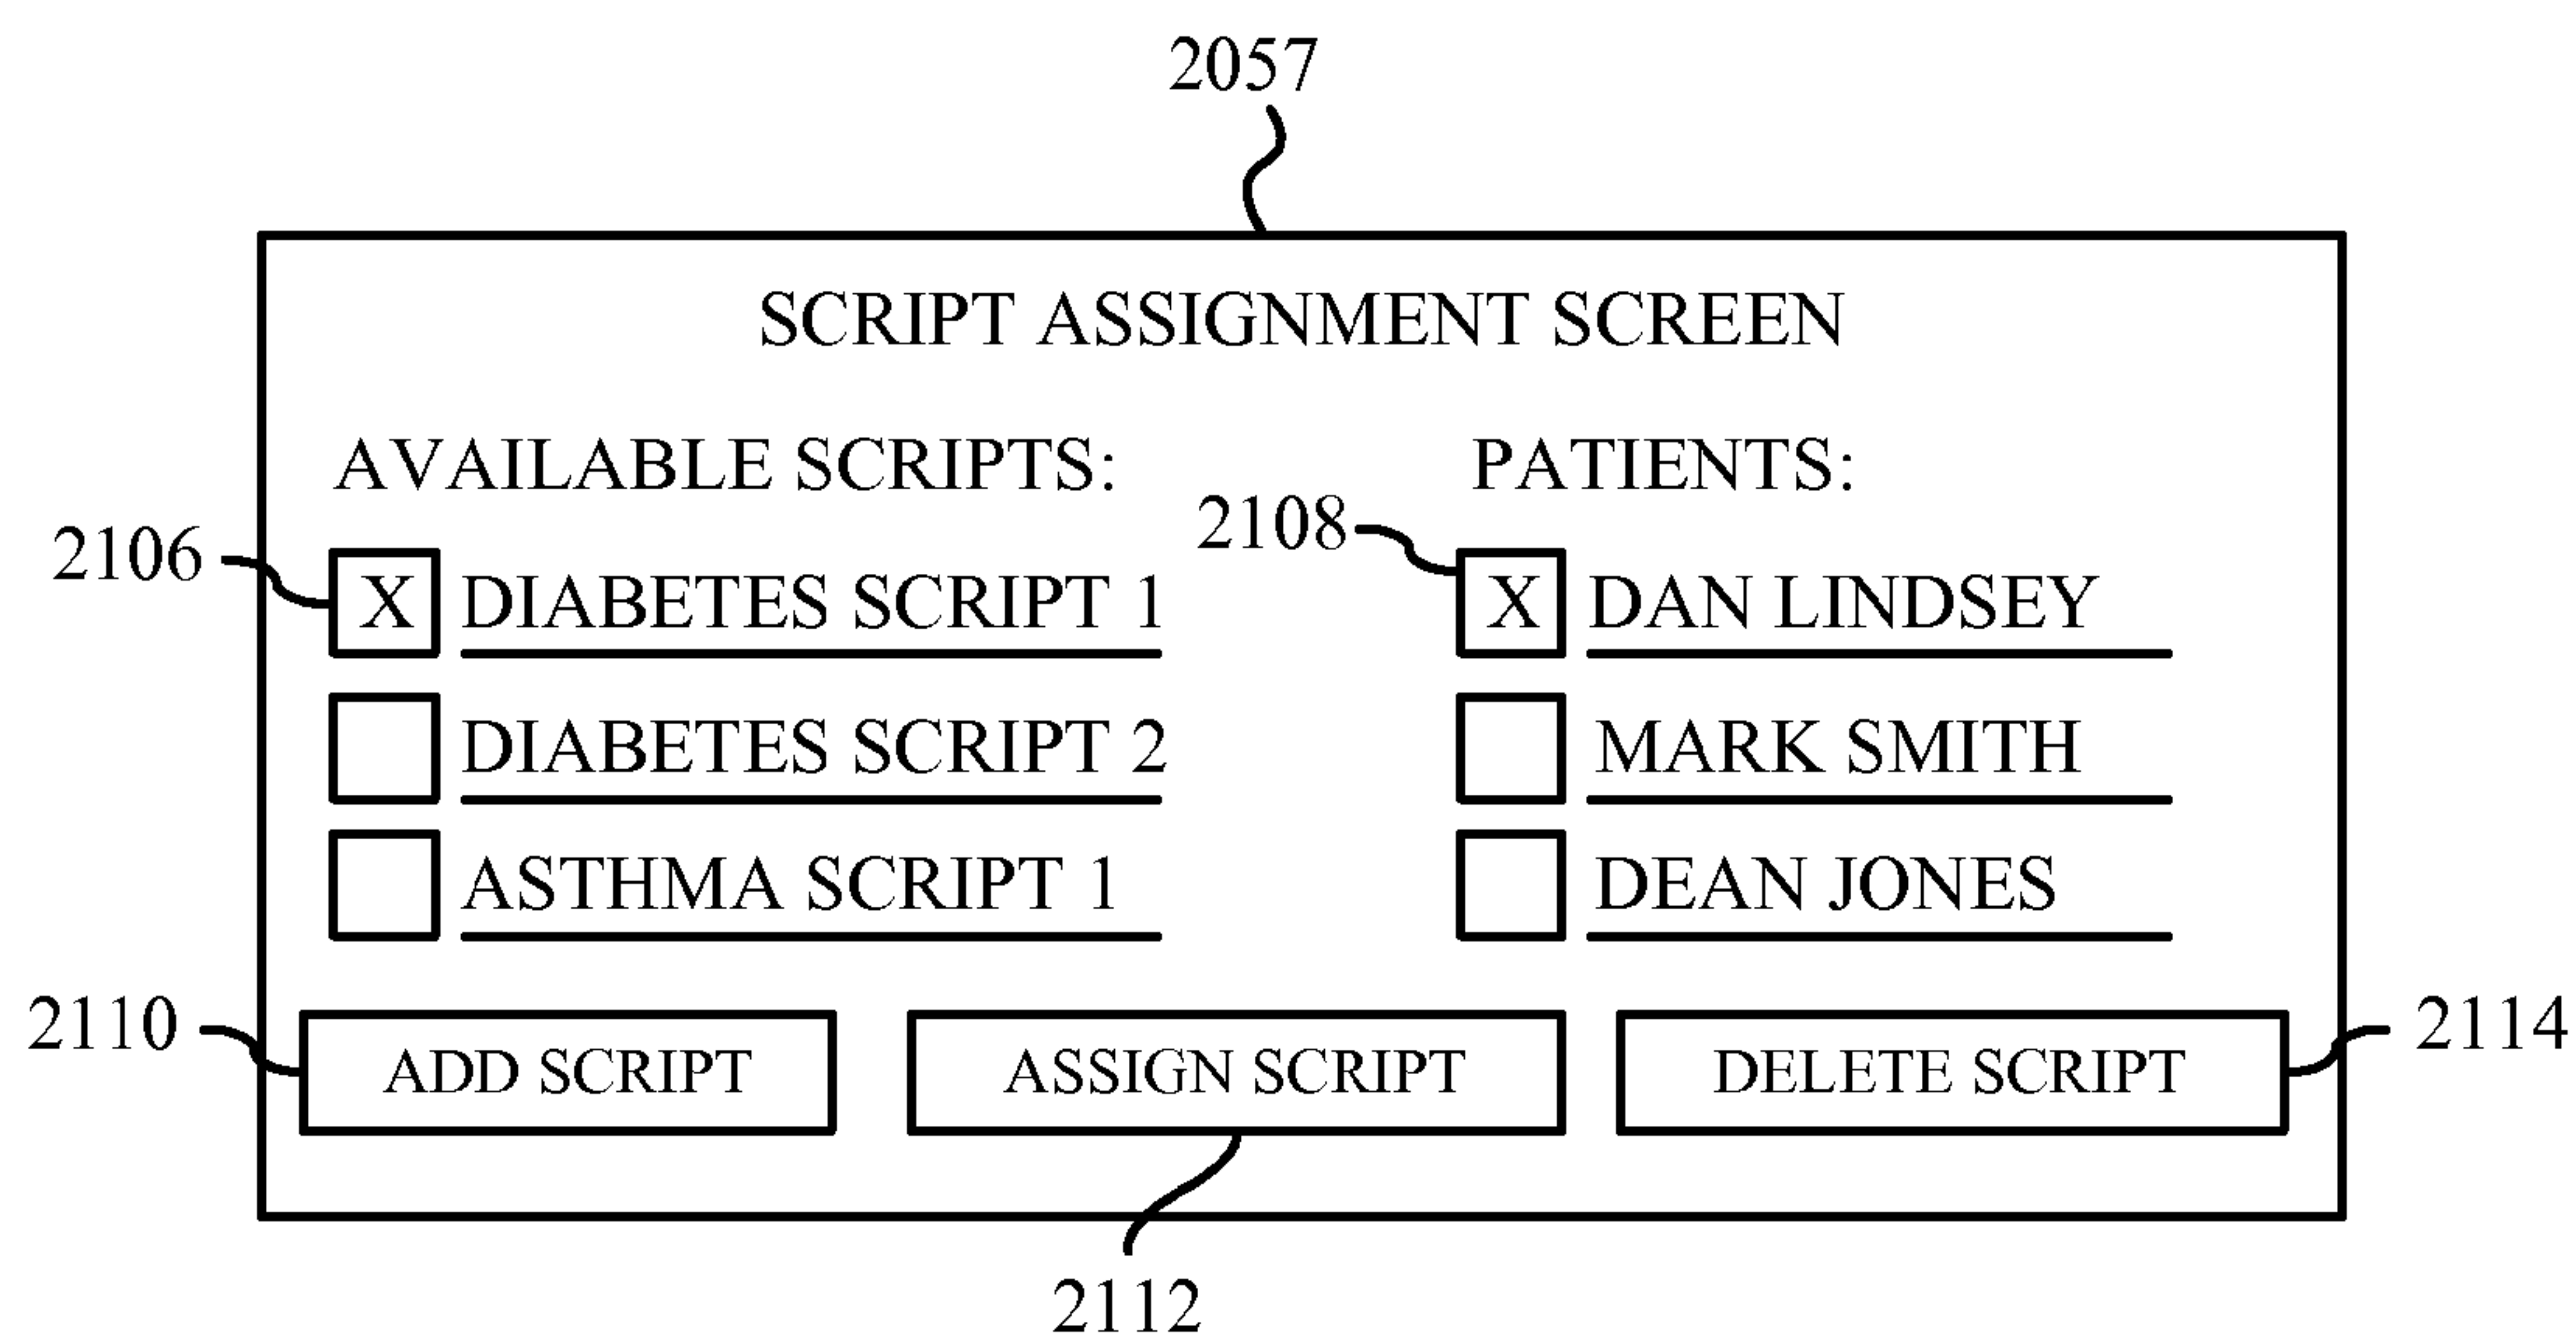 2057
SCRIPT ASSIGNMENT SCREEN
AVAILABLE SCRIPTS:
PATIENTS:
2106
X DIABETES SCRIPT 1
2108
X DAN LINDSEY
DIABETES SCRIPT 2
MARK SMITH
ASTHMA SCRIPT 1
DEAN JONES
2110
ADD SCRIPT
ASSIGN SCRIPT
DELETE SCRIPT
2114
2112